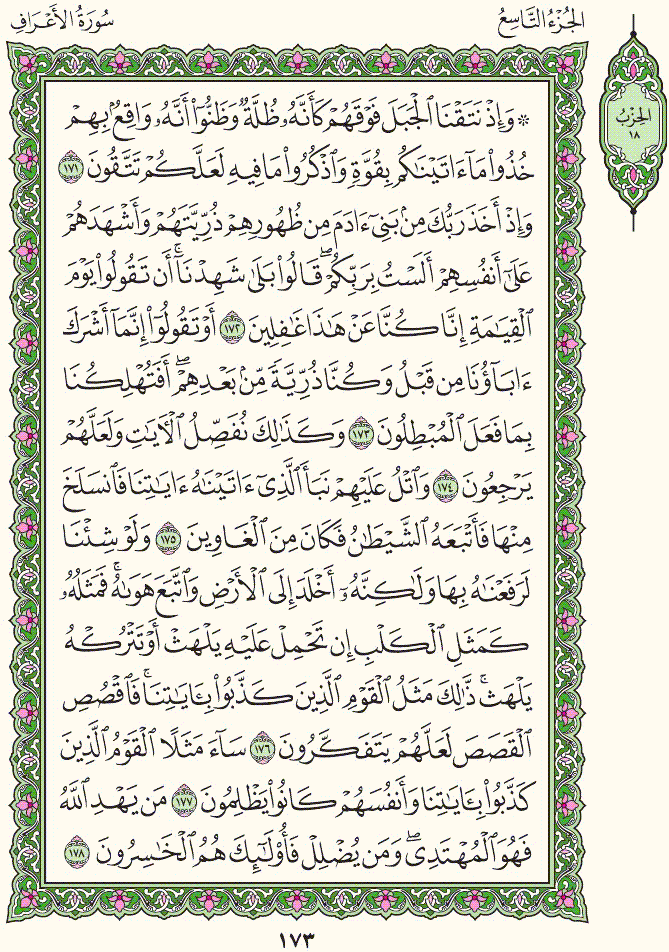 الجُزْءُ التَّاسِعُ
سُورَةُ الأَعْرَافِ
الحِزْبُ
١٨
۞ وَإِذْ نَتَقْنَا ٱلْجَبَلَ فَوْقَهُمْ كَأَنَّهُۥ ظُلَّةٌ وَظَنُّوٓا۟ أَنَّهُۥ وَاقِعٌۢ بِهِمْ
خُذُوا۟ مَآ ءَاتَيْنَٰكُم بِقُوَّةٍ وَٱذْكُرُوا۟ مَا فِيهِ لَعَلَّكُمْ تَتَّقُونَ ١٧١
وَإِذْ أَخَذَ رَبُّكَ مِنۢ بَنِىٓ ءَادَمَ مِن ظُهُورِهِمْ ذُرِّيَّتَهُمْ وَأَشْهَدَهُمْ
عَلَىٰٓ أَنفُسِهِمْ أَلَسْتُ بِرَبِّكُمْ ۖ قَالُوا۟ بَلَىٰ شَهِدْنَآ ۚ أَن تَقُولُوا۟ يَوْمَ
ٱلْقِيَٰمَةِ إِنَّا كُنَّا عَنْ هَٰذَا غَٰفِلِينَ ١٧٢ أَوْ تَقُولُوٓا۟ إِنَّمَآ أَشْرَكَ
ءَابَآؤُنَا مِن قَبْلُ وَكُنَّا ذُرِّيَّةً مِّنۢ بَعْدِهِمْ ۖ أَفَتُهْلِكُنَا
بِمَا فَعَلَ ٱلْمُبْطِلُونَ ١٧٣ وَكَذَٰلِكَ نُفَصِّلُ ٱلْءَايَٰتِ وَلَعَلَّهُمْ
يَرْجِعُونَ ١٧٤ وَٱتْلُ عَلَيْهِمْ نَبَأَ ٱلَّذِىٓ ءَاتَيْنَٰهُ ءَايَٰتِنَا فَٱنسَلَخَ
مِنْهَا فَأَتْبَعَهُ ٱلشَّيْطَٰنُ فَكَانَ مِنَ ٱلْغَاوِينَ ١٧٥ وَلَوْ شِئْنَا
لَرَفَعْنَٰهُ بِهَا وَلَٰكِنَّهُۥٓ أَخْلَدَ إِلَى ٱلْأَرْضِ وَٱتَّبَعَ هَوَىٰهُ ۚ فَمَثَلُهُۥ
كَمَثَلِ ٱلْكَلْبِ إِن تَحْمِلْ عَلَيْهِ يَلْهَثْ أَوْ تَتْرُكْهُ
يَلْهَث ۚ ذَّٰلِكَ مَثَلُ ٱلْقَوْمِ ٱلَّذِينَ كَذَّبُوا۟ بِـَٔايَٰتِنَا ۚ فَٱقْصُصِ
ٱلْقَصَصَ لَعَلَّهُمْ يَتَفَكَّرُونَ ١٧٦ سَآءَ مَثَلًا ٱلْقَوْمُ ٱلَّذِينَ
كَذَّبُوا۟ بِـَٔايَٰتِنَا وَأَنفُسَهُمْ كَانُوا۟ يَظْلِمُونَ ١٧٧ مَن يَهْدِ ٱللَّهُ
فَهُوَ ٱلْمُهْتَدِى ۖ وَمَن يُضْلِلْ فَأُو۟لَٰٓئِكَ هُمُ ٱلْخَٰسِرُونَ ١٧٨
١٧٣